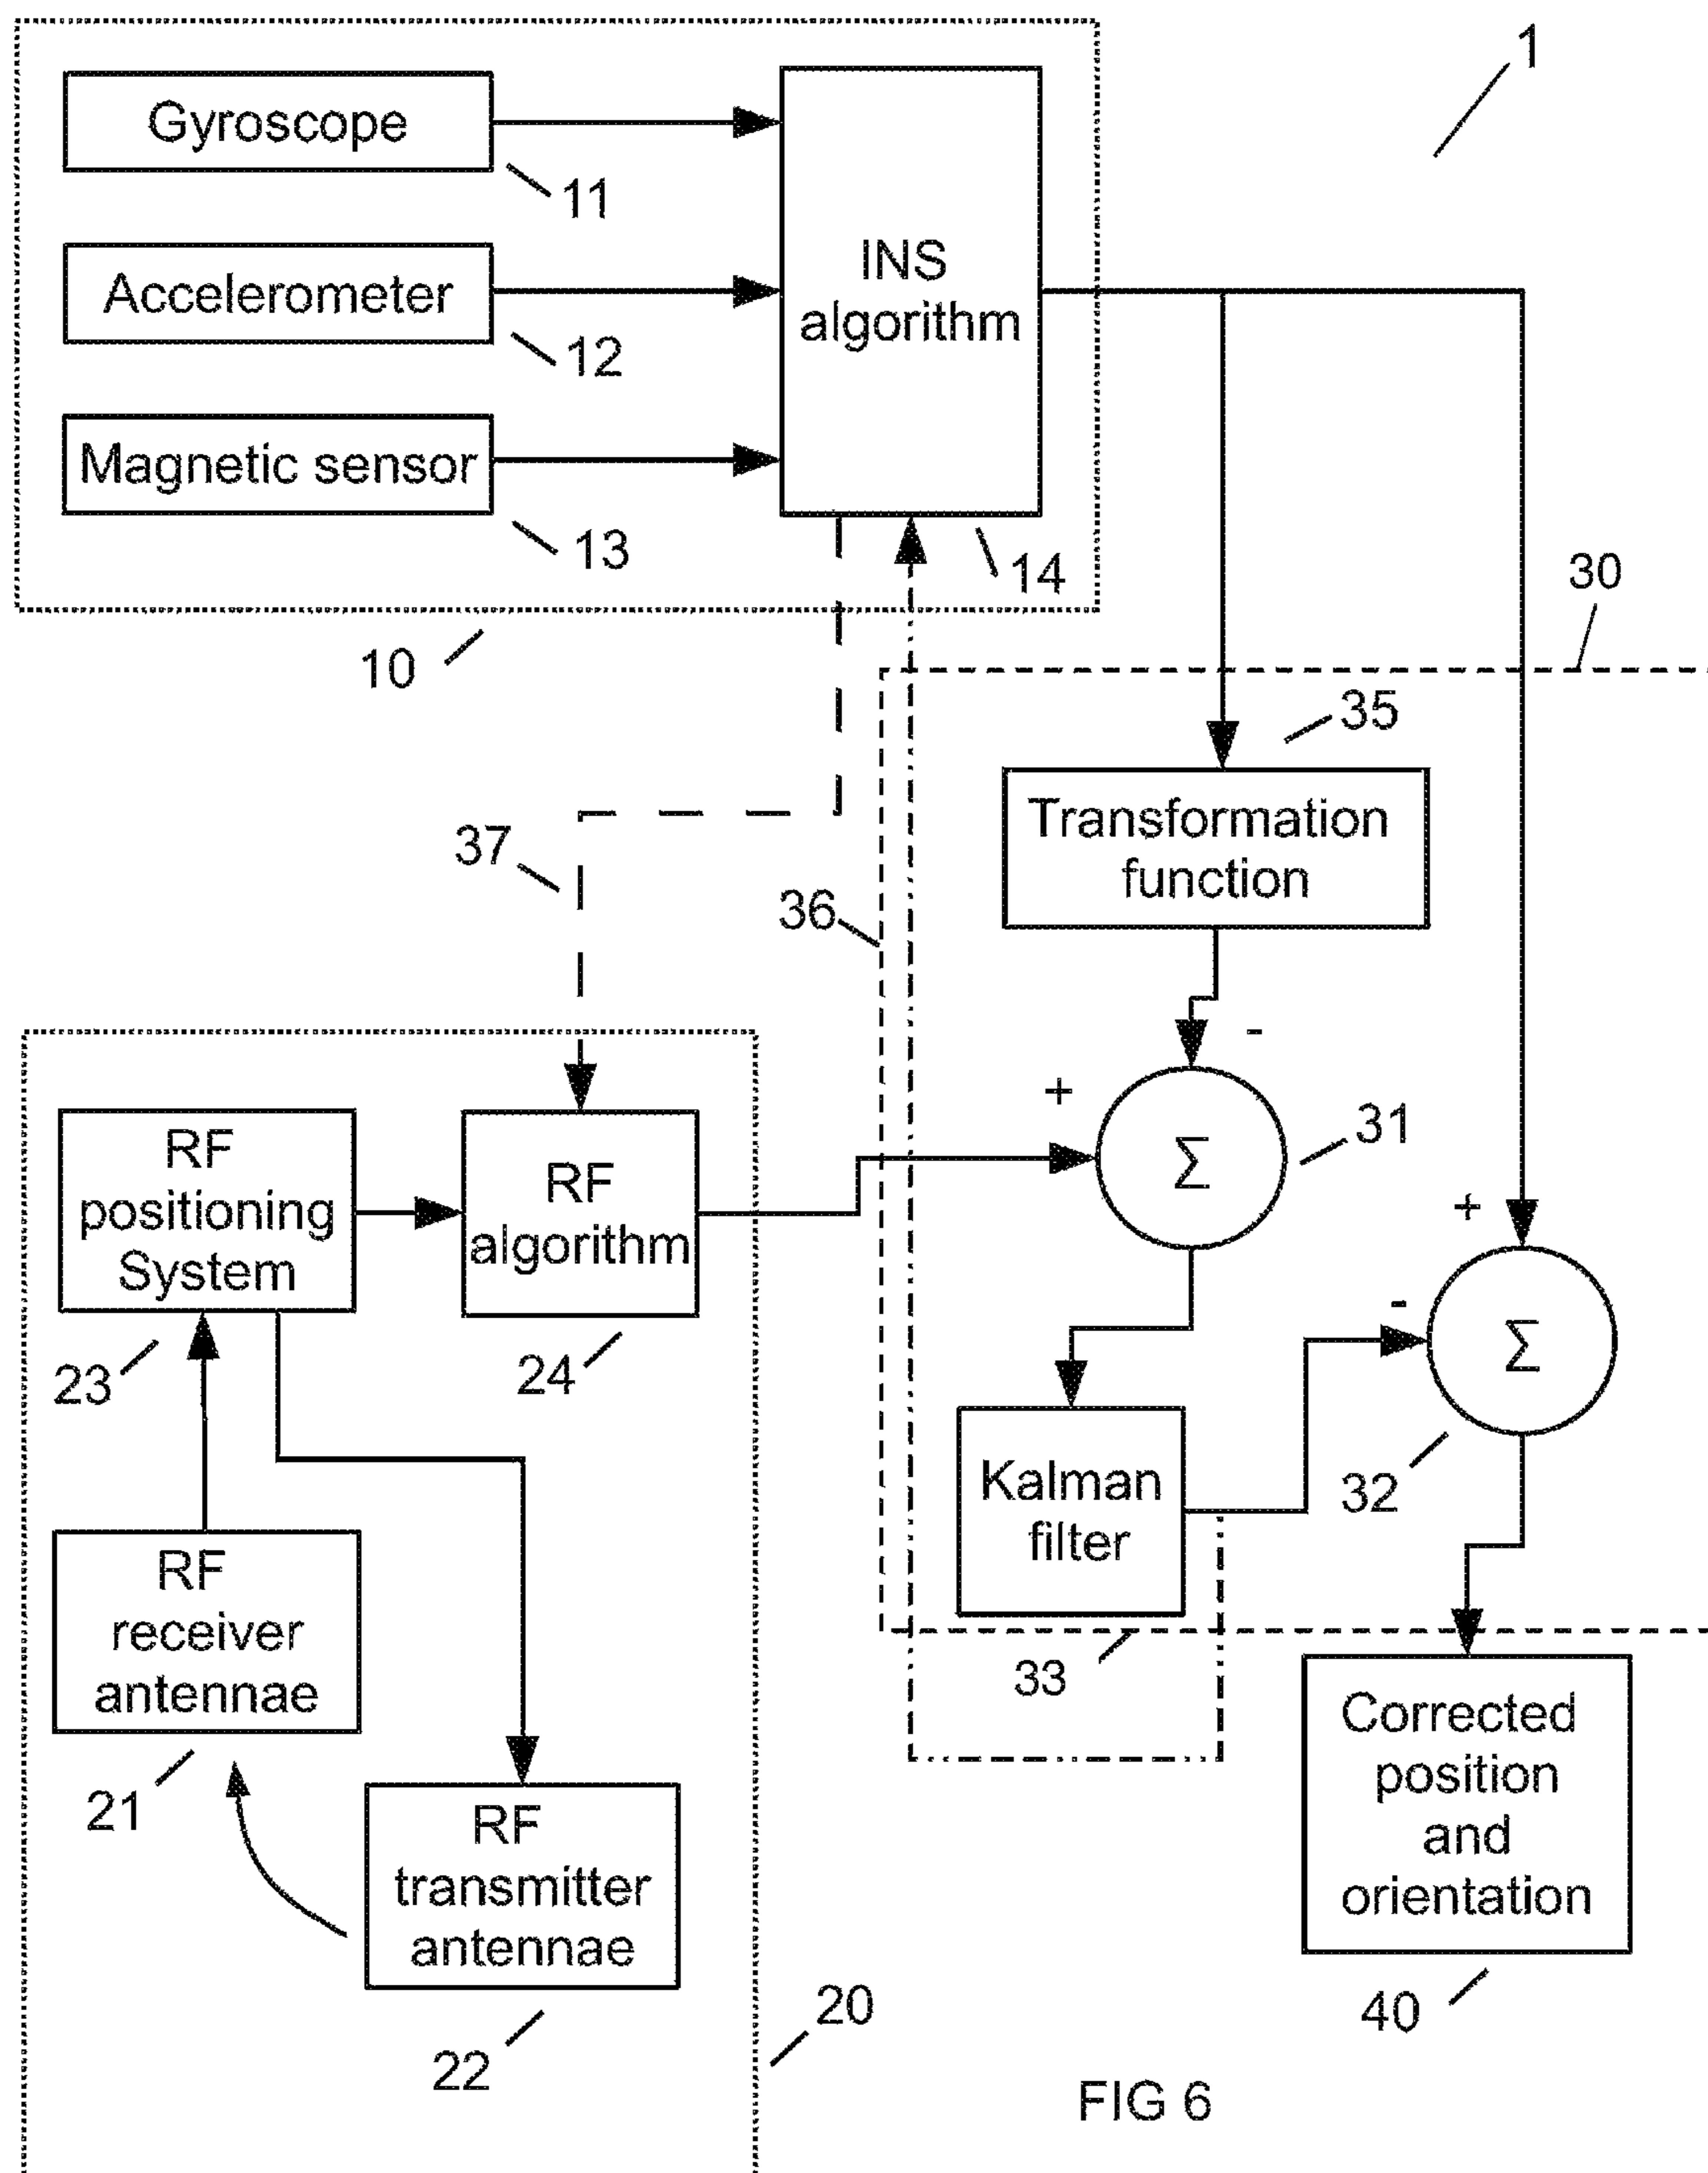 1
Gyroscope
11
Accelerometer
12
Magnetic sensor
13
INS
algorithm
14
10
30
35
Transformation
function
37
36
-
+
Σ
31
RF
positioning
System
23
RF
algorithm
24
+
-
Σ
32
Kalman
filter
33
RF
receiver
antennae
21
RF
transmitter
antennae
22
20
Corrected
position
and
orientation
40
FIG 6